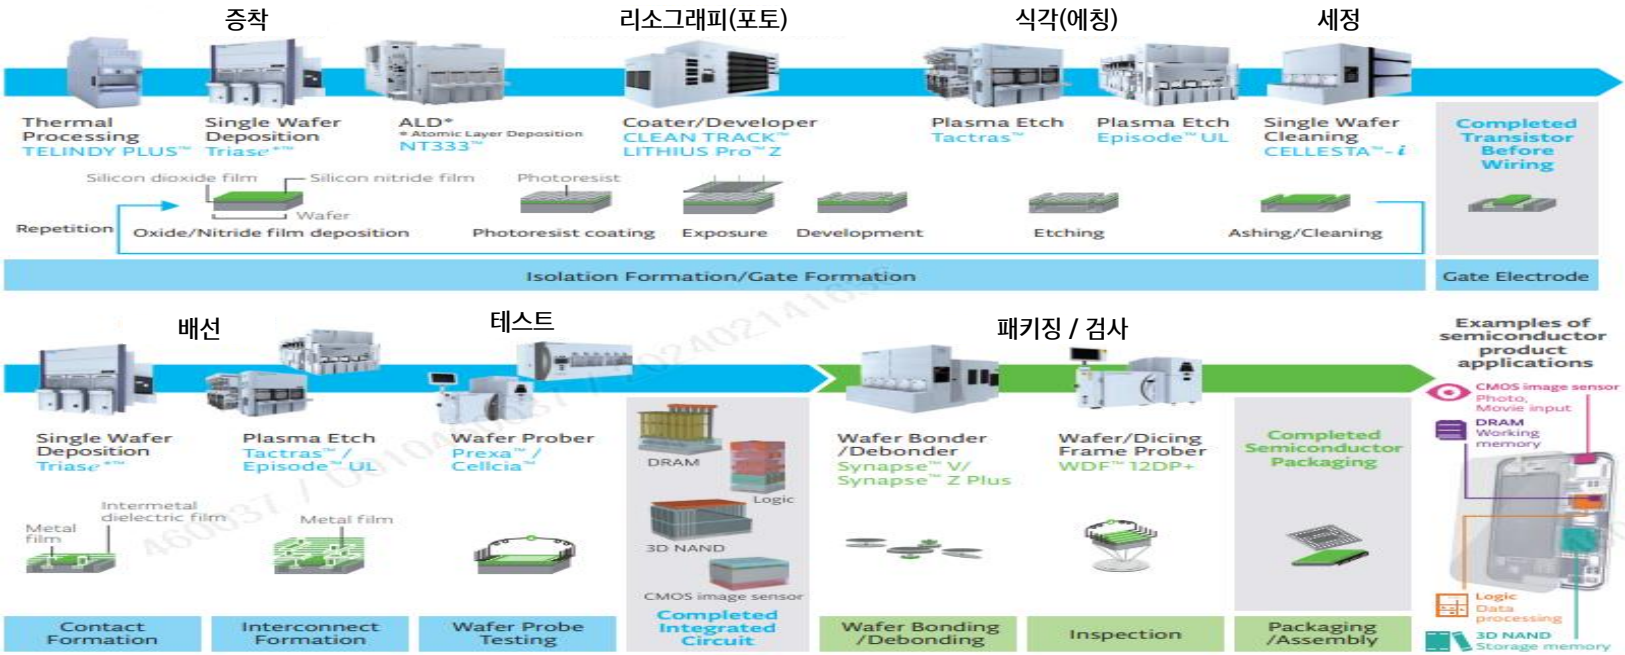 증착
리소그래피(포토)
식각(에칭)
세정
Thermal
Processing
TELINDY PLUS™
Single Wafer
Deposition
Triase+™
ALD*
* Atomic Layer Deposition
NT333™
Coater/Developer
CLEAN TRACK™
LITHIUS Pro™ Z
Plasma Etch
Tactras™
Plasma Etch
Episode™ UL
Single Wafer
Cleaning
CELLESTA™-i
Completed
Transistor
Before
Wiring
Silicon dioxide film
Silicon nitride film
Wafer
Photoresist
Repetition
Oxide/Nitride film deposition
Photoresist coating
Exposure
Development
Etching
Ashing/Cleaning
Isolation Formation/Gate Formation
Gate Electrode
배선
테스트
패키징 / 검사
Single Wafer
Deposition
Triase+™
Plasma Etch
Tactras™ /
Episode™ UL
Wafer Prober
Prexa™ /
Cellcia™
DRAM
Logic
3D NAND
CMOS image sensor
Completed
Integrated
Circuit
Wafer Bonder
/Debonder
Synapse™ V/
Synapse™ Z Plus
Wafer/Dicing
Frame Prober
WDF™ 12DP+
Completed
Semiconductor
Packaging
Metal
film
Intermetal
dielectric film
Metal film
Contact
Formation
Interconnect
Formation
Wafer Probe
Testing
Wafer Bonding
/Debonding
Inspection
Packaging
/Assembly
Examples of
semiconductor
product
applications
CMOS image sensor
Photo,
Movie input
DRAM
Working
memory
Logic
Data
processing
3D NAND
Storage memory